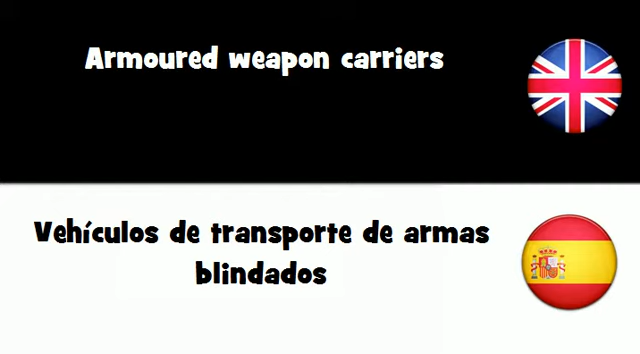 Armoured weapon carriers
Vehículos de transporte de armas
blindados